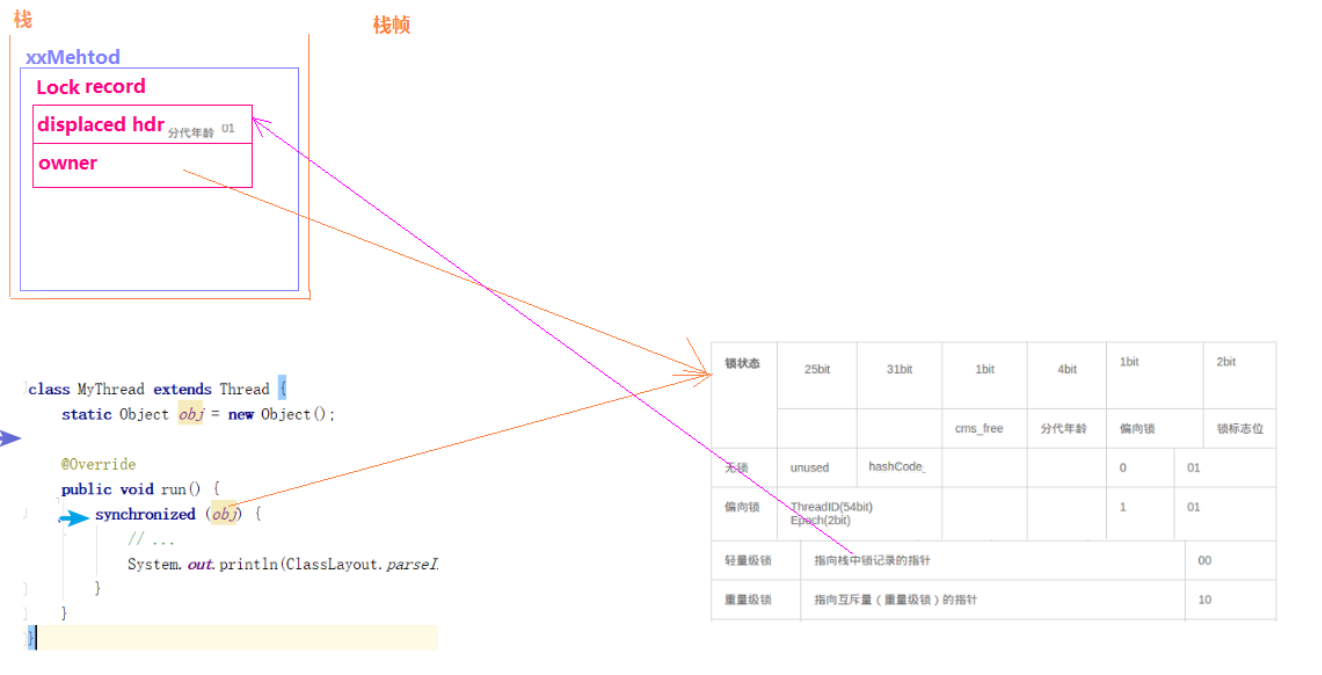 栈
栈帧
xxMehtod
Lock record
displaced hdr 分代年龄 01
owner
class MyThread extends Thread {
static Object obj = new Object();
@Override
public void run() {
synchronized (obj) {
// ...
System.out.println(ClassLayout.parseI
}
}
}
锁状态 25bit 31bit 1bit 4bit 1bit 2bit
cms_free 分代年龄 偏向锁 锁标志位
无锁 unused hashCode_ 0 01
偏向锁 ThreadID(54bit) 1 01
Epoch(2bit)
轻量级锁 指向栈中锁记录的指针 00
重量级锁 指向互斥量（重量级锁）的指针 10